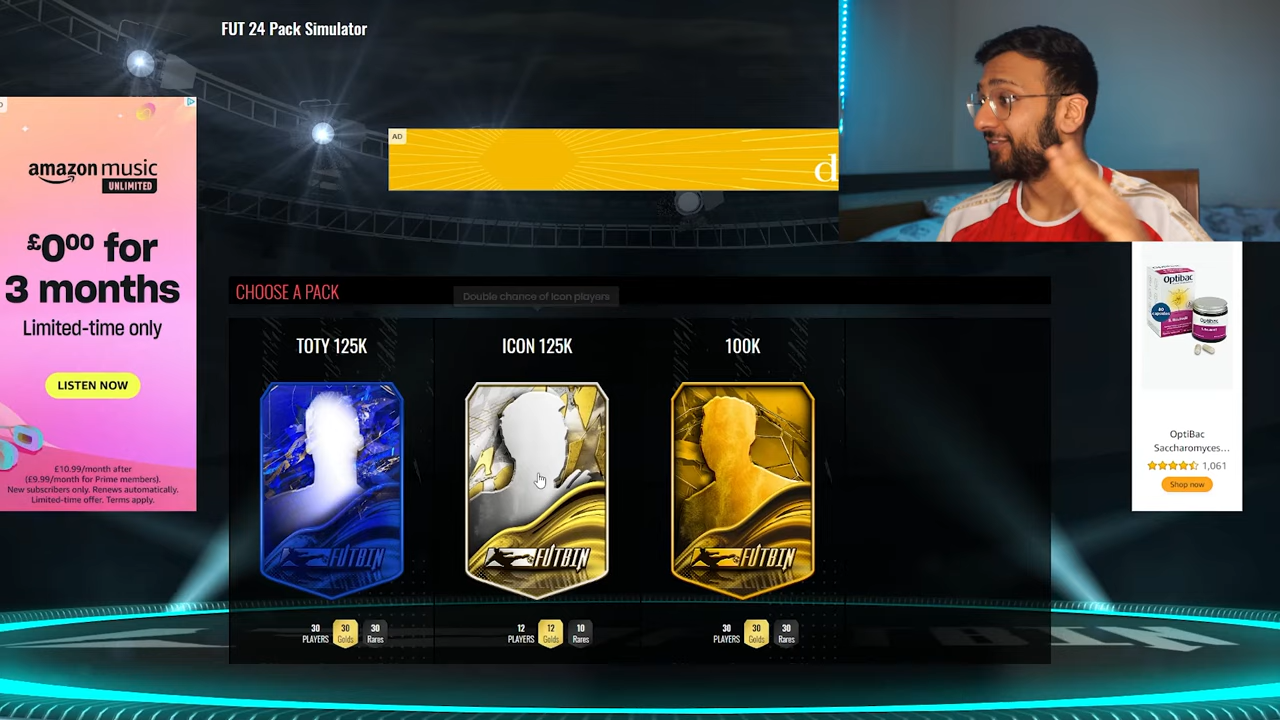 FUT 24 Pack Simulator
AD
d
amazon music
UNLIMITED
£0⁰⁰ for
3 months
Limited-time only
LISTEN NOW
£10.99/month after
(£9.99/month for Prime members).
New subscribers only. Renews automatically.
Limited-time offer. Terms apply.
CHOOSE A PACK
Double chance of Icon players
TOTY 125K
ICON 125K
100K
FUTBIN
FUTBIN
FUTBIN
30 PLAYERS
30 Golds
30 Rares
12 PLAYERS
12 Golds
10 Rares
30 PLAYERS
30 Golds
30 Rares
Optibac
OptiBac
Saccharomyces...
1,061
Shop now